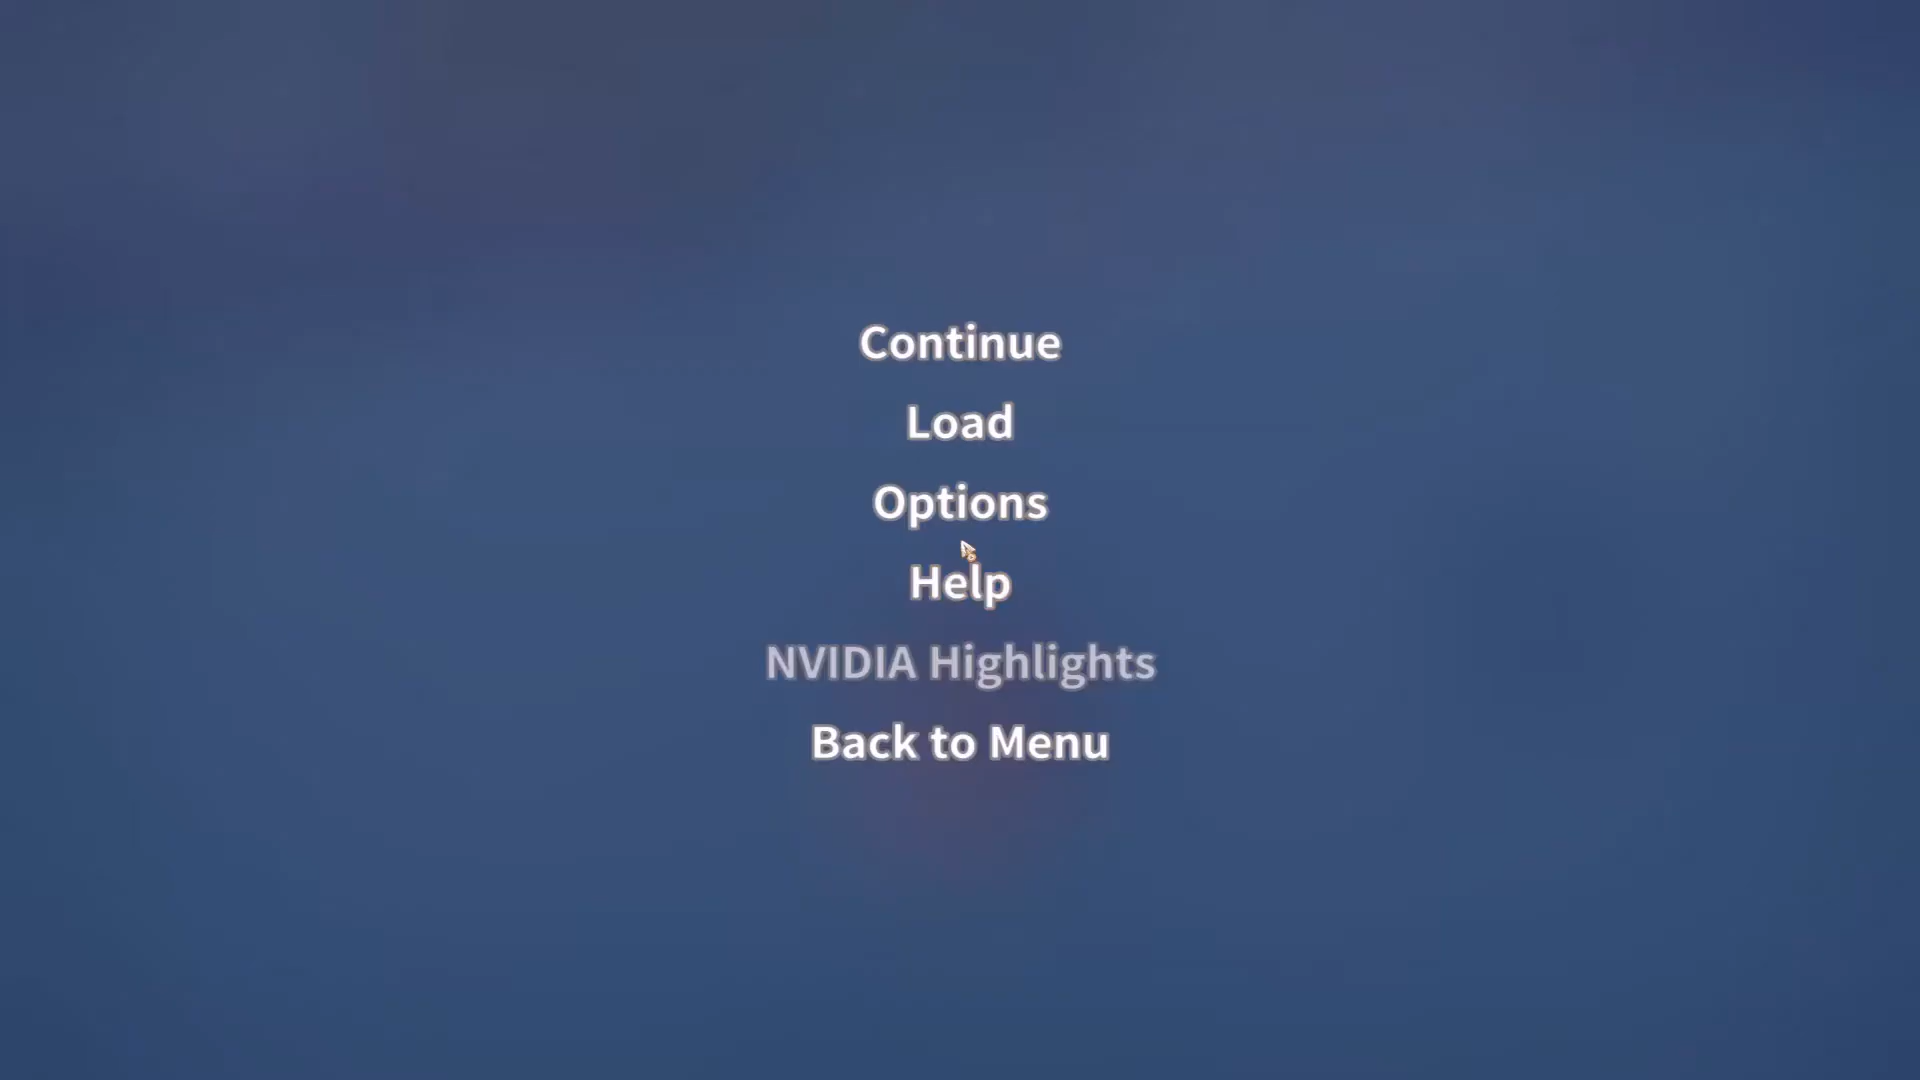 Continue
Load
Options
Help
NVIDIA Highlights
Back to Menu